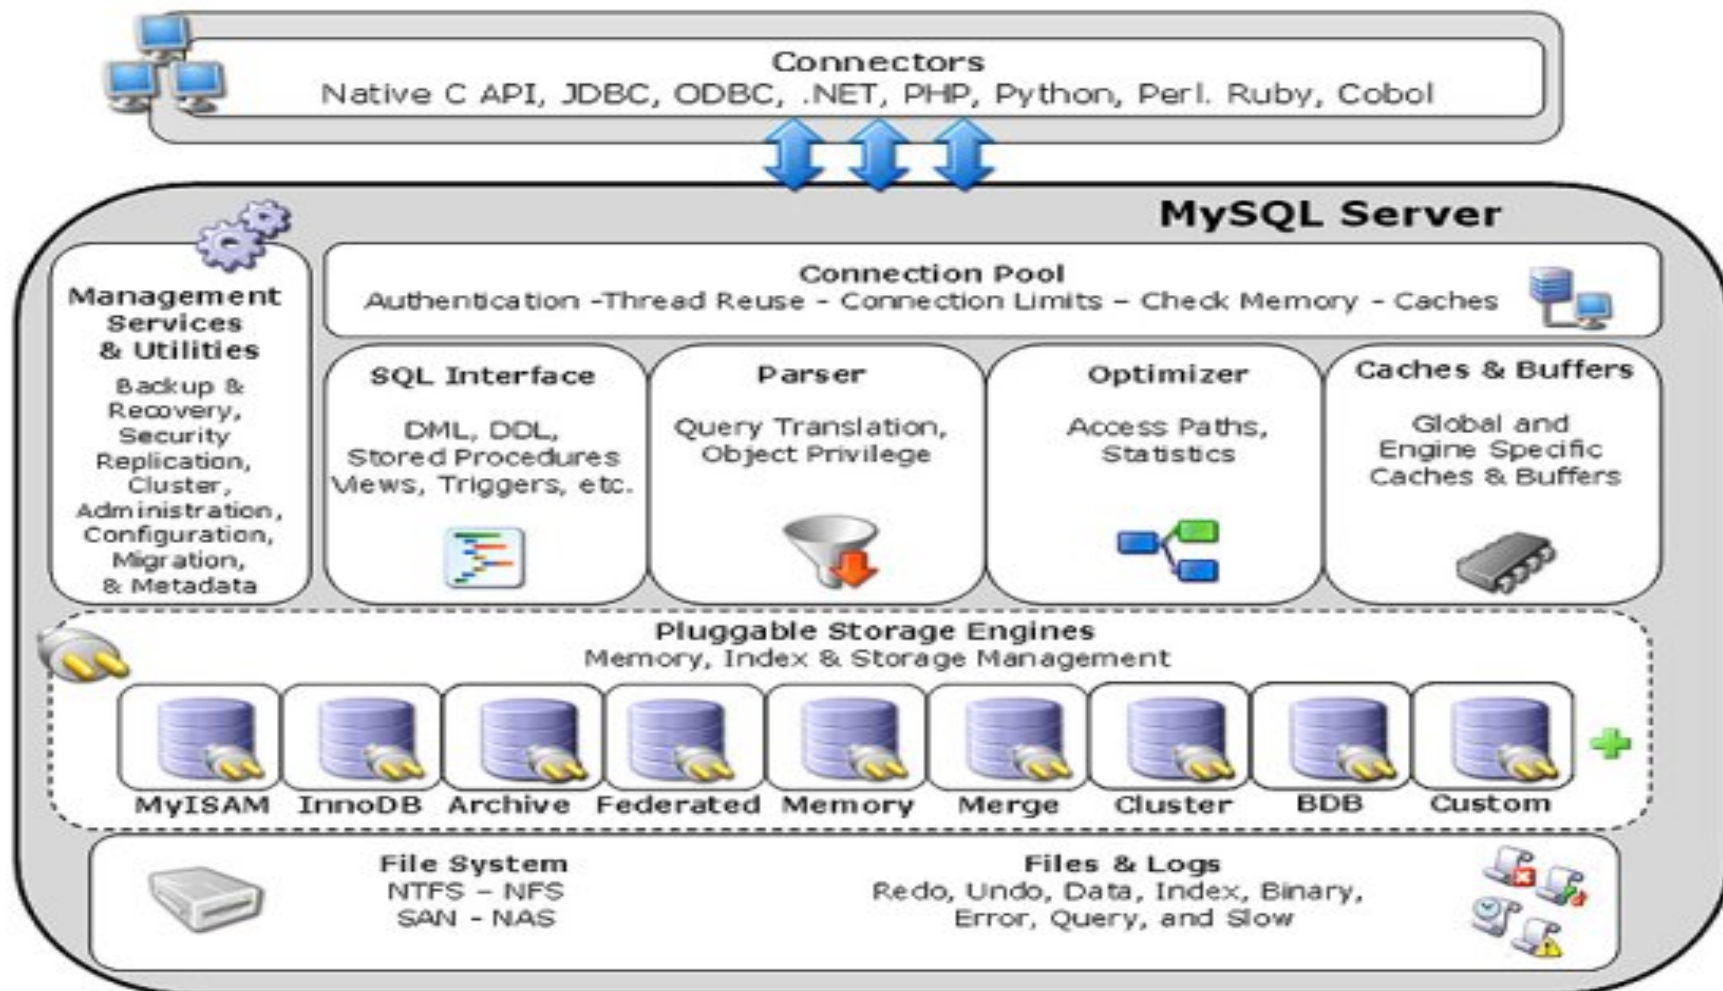 Connectors
Native C API, JDBC, ODBC, .NET, PHP, Python, Perl. Ruby, Cobol
MySQL Server
Management
Services
& Utilities
Backup &
Recovery,
Security
Replication,
Cluster,
Administration,
Configuration,
Migration,
& Metadata
Connection Pool
Authentication -Thread Reuse - Connection Limits – Check Memory - Caches
SQL Interface
DML, DDL,
Stored Procedures
Views, Triggers, etc.
Parser
Query Translation,
Object Privilege
Optimizer
Access Paths,
Statistics
Caches & Buffers
Global and
Engine Specific
Caches & Buffers
Pluggable Storage Engines
Memory, Index & Storage Management
MyISAM InnoDB Archive Federated Memory Merge Cluster BDB Custom
File System
NTFS – NFS
SAN - NAS
Files & Logs
Redo, Undo, Data, Index, Binary,
Error, Query, and Slow